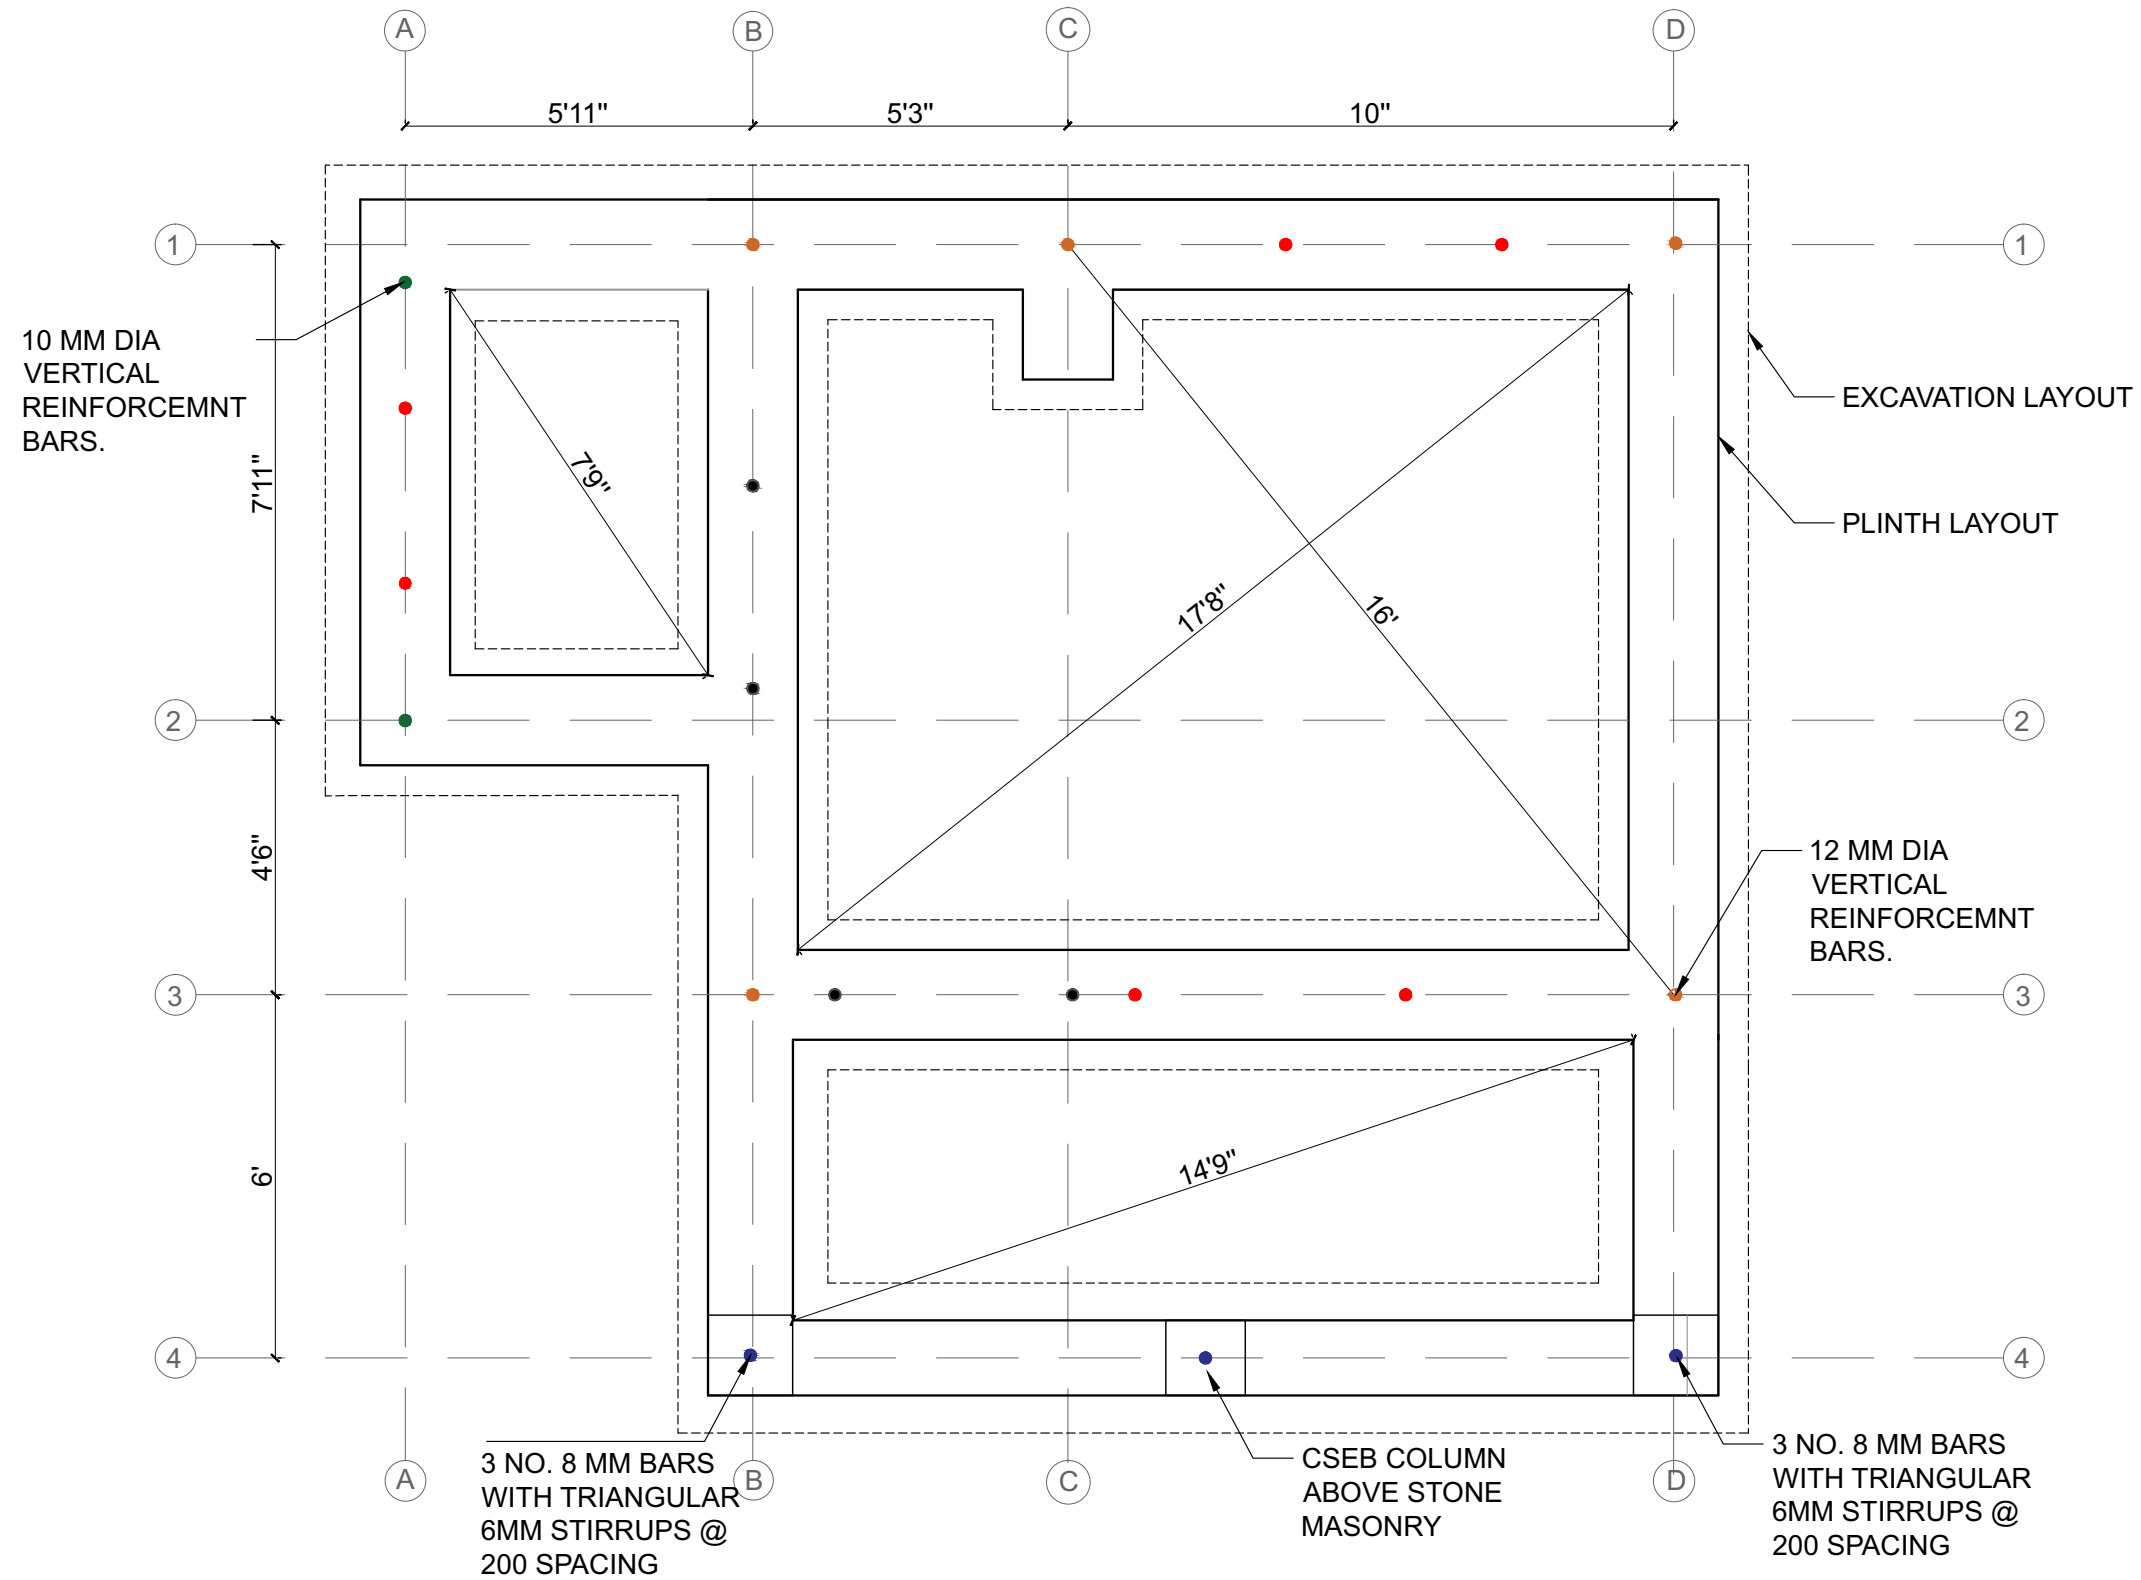 A
B
C
D
5'11"
5'3"
10"
1
1
10 MM DIA
VERTICAL
REINFORCEMNT
BARS.
EXCAVATION LAYOUT
7'11"
7'9"
PLINTH LAYOUT
17'8"
16'
2
2
4'6"
12 MM DIA
VERTICAL
REINFORCEMNT
BARS.
3
3
6'
14'9"
4
4
A
B
C
D
3 NO. 8 MM BARS
WITH TRIANGULAR
6MM STIRRUPS @
200 SPACING
CSEB COLUMN
ABOVE STONE
MASONRY
3 NO. 8 MM BARS
WITH TRIANGULAR
6MM STIRRUPS @
200 SPACING